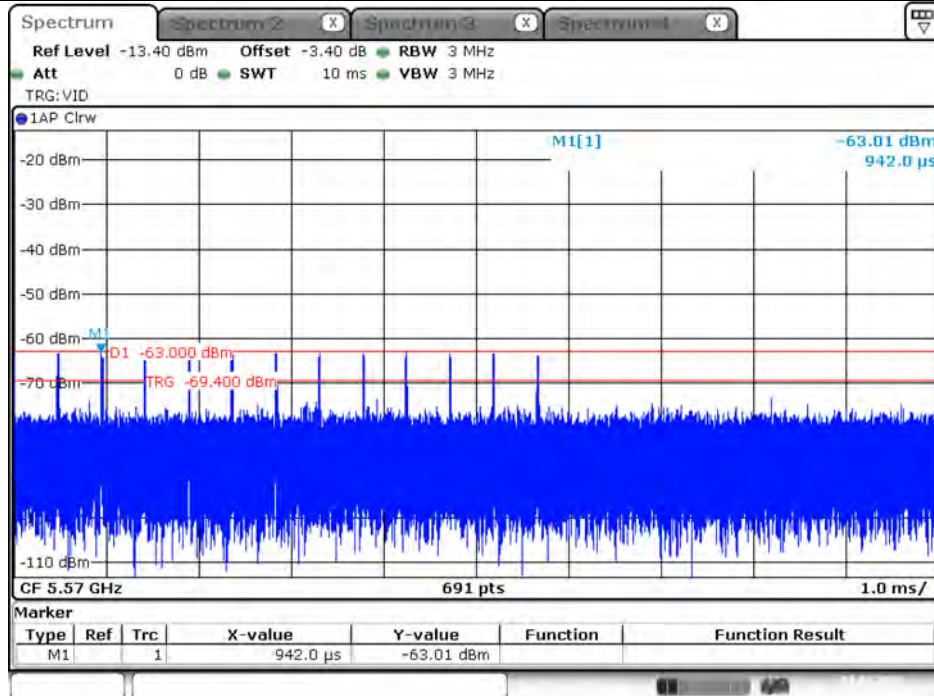 Spectrum Spectrum 2 X Spectrum 3 X Spectrum 4 X
Ref Level -13.40 dBm Offset -3.40 dB RBW 3 MHz
Att 0 dB SWT 10 ms VBW 3 MHz
TRG:VID
1AP Clrw
M1[1] -63.01 dBm
942.0 µs
-20 dBm
-30 dBm
-40 dBm
-50 dBm
-60 dBm
M1
D1 -63.000 dBm
-70 dBm
TRG -69.400 dBm
-110 dBm
CF 5.57 GHz 691 pts 1.0 ms/
Marker
Type Ref Trc X-value Y-value Function Function Result
M1 1 942.0 µs -63.01 dBm